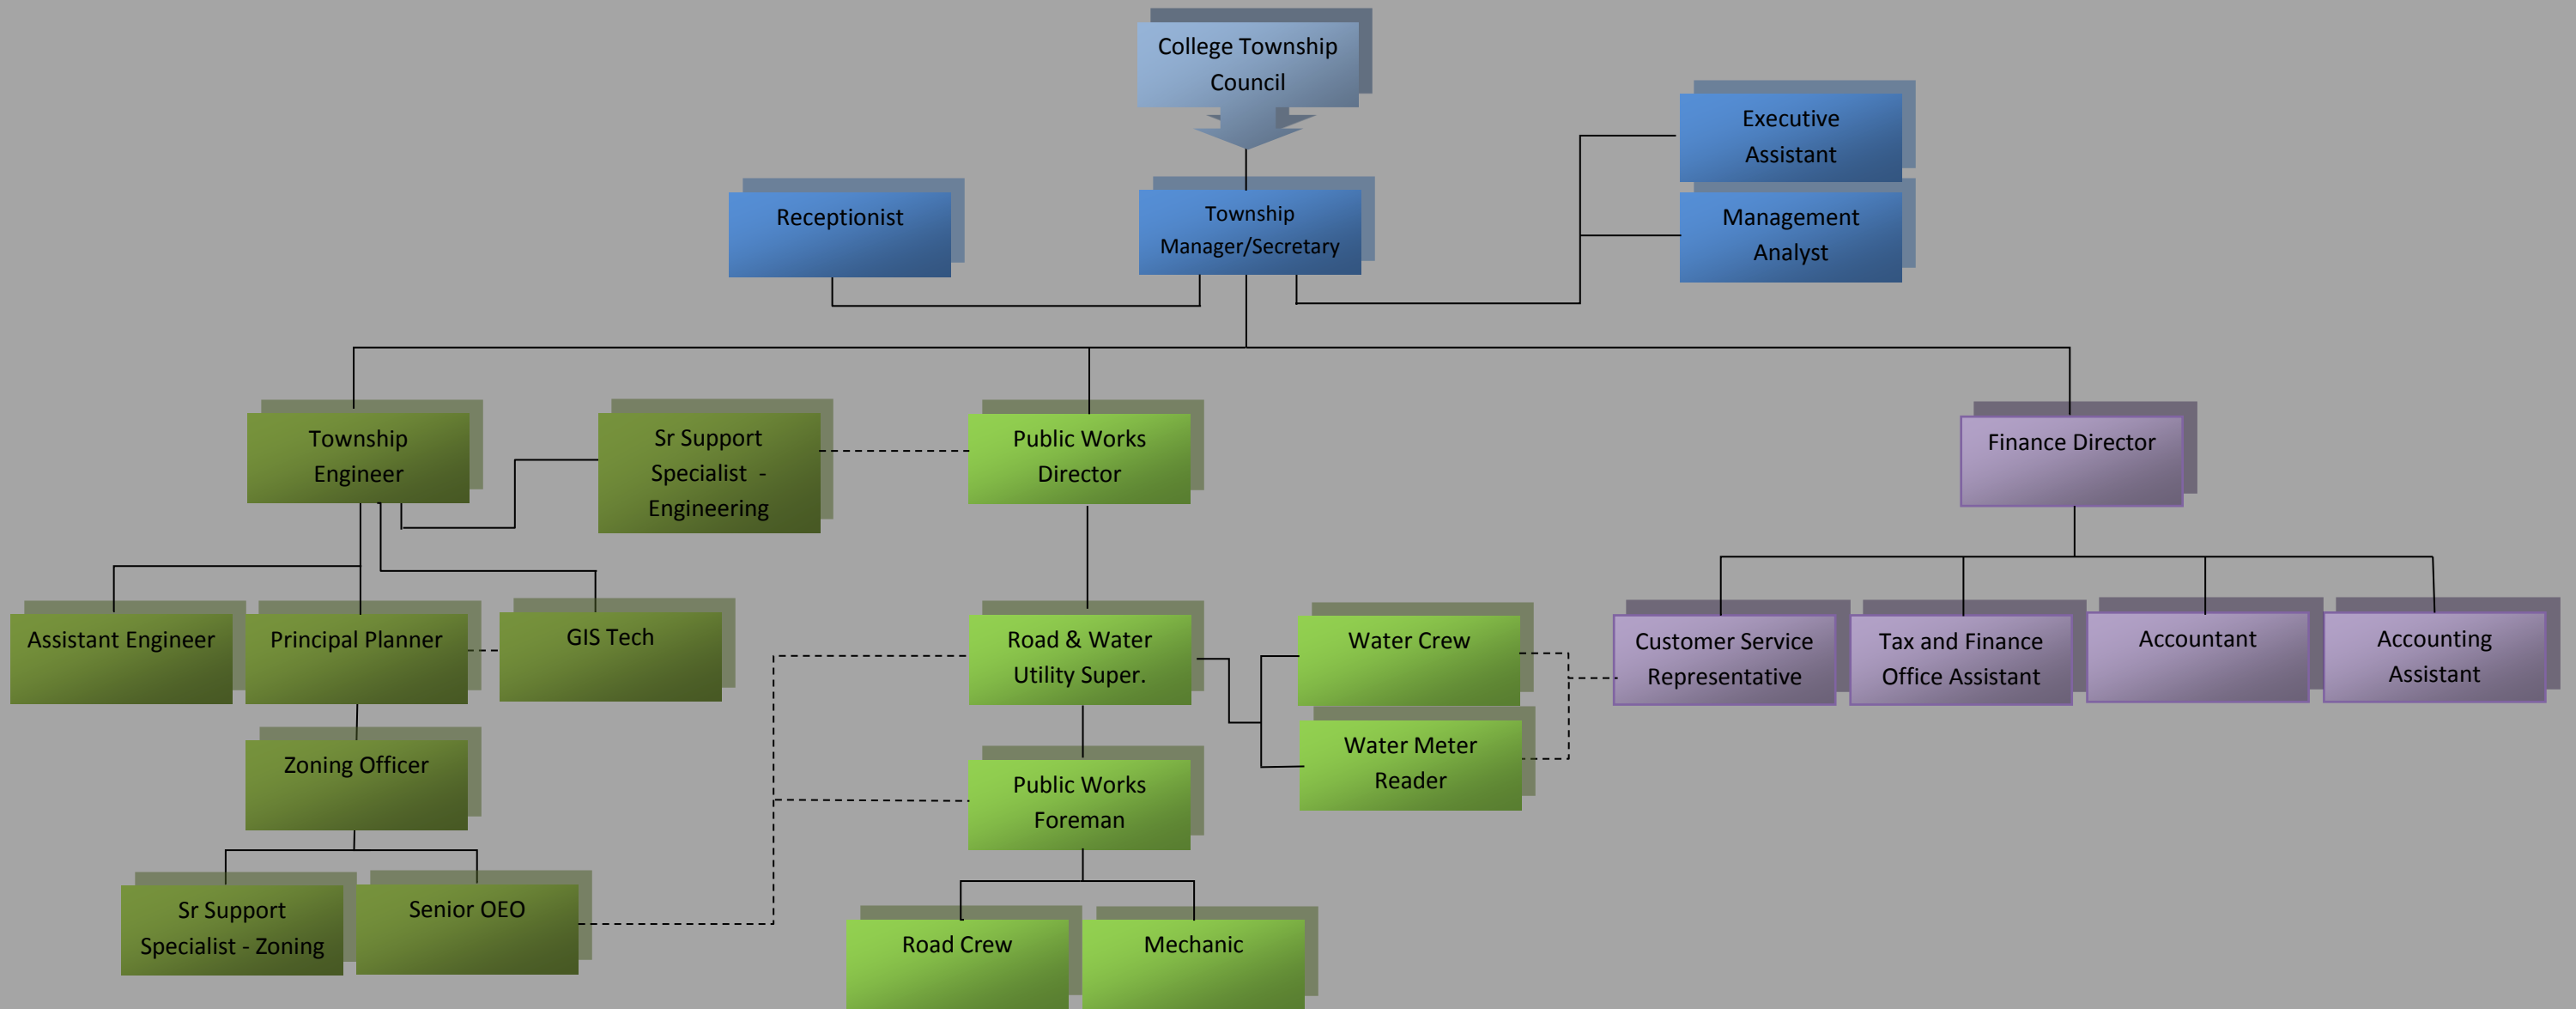 College Township
Council
Executive
Assistant
Receptionist
Township
Manager/Secretary
Management
Analyst
Township
Engineer
Sr Support
Specialist  -
Engineering
Public Works
Director
Finance Director
Assistant Engineer
Principal Planner
GIS Tech
Road & Water
Utility Super.
Water Crew
Customer Service
Representative
Tax and Finance
Office Assistant
Accountant
Accounting
Assistant
Zoning Officer
Public Works
Foreman
Water Meter
Reader
Sr Support
Specialist - Zoning
Senior OEO
Road Crew
Mechanic